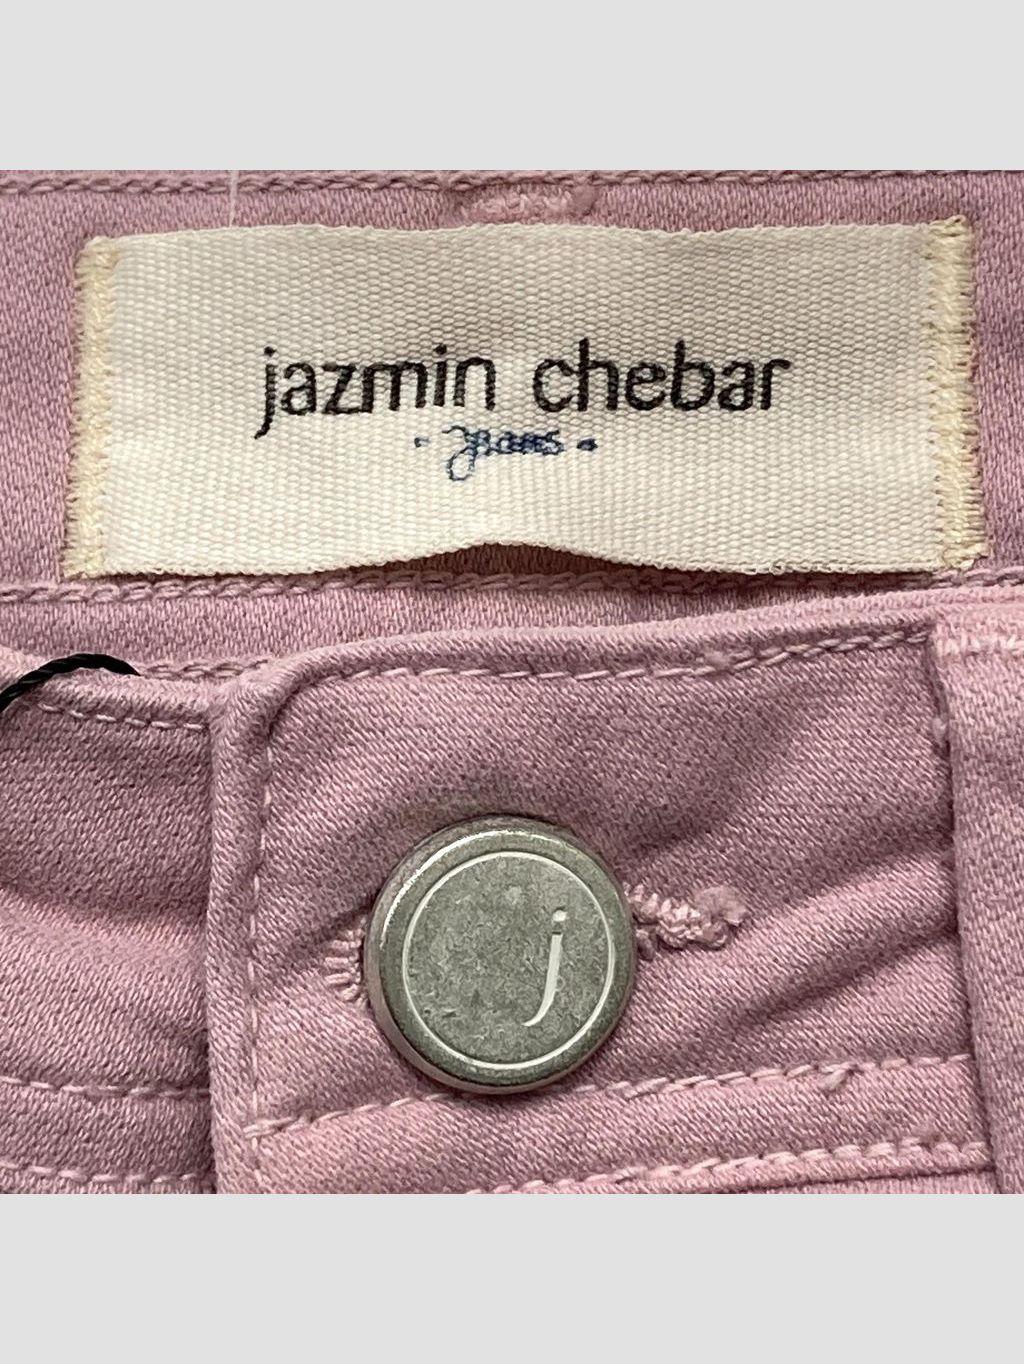 jazmin chebar
· Jeans ·
j